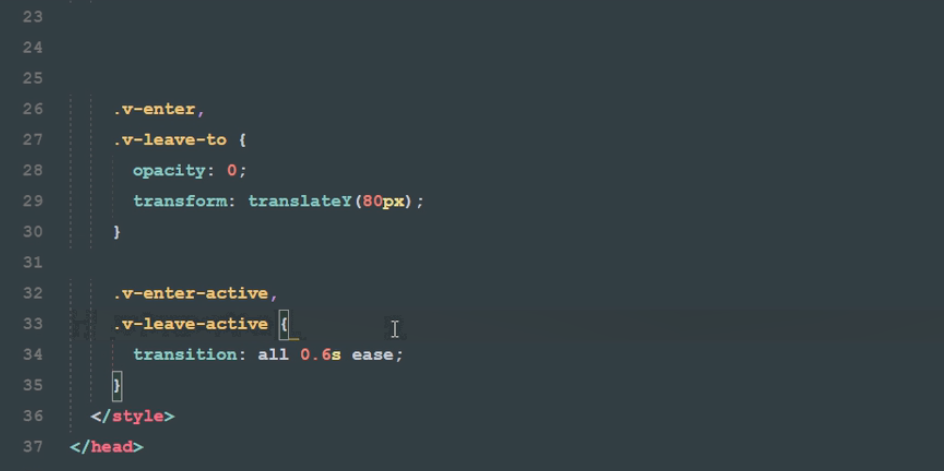 23
24
25
26 .v-enter,
27 .v-leave-to {
28 opacity: 0;
29 transform: translateY(80px);
30 }
31
32 .v-enter-active,
33 .v-leave-active {
34 transition: all 0.6s ease;
35 }
36 </style>
37 </head>